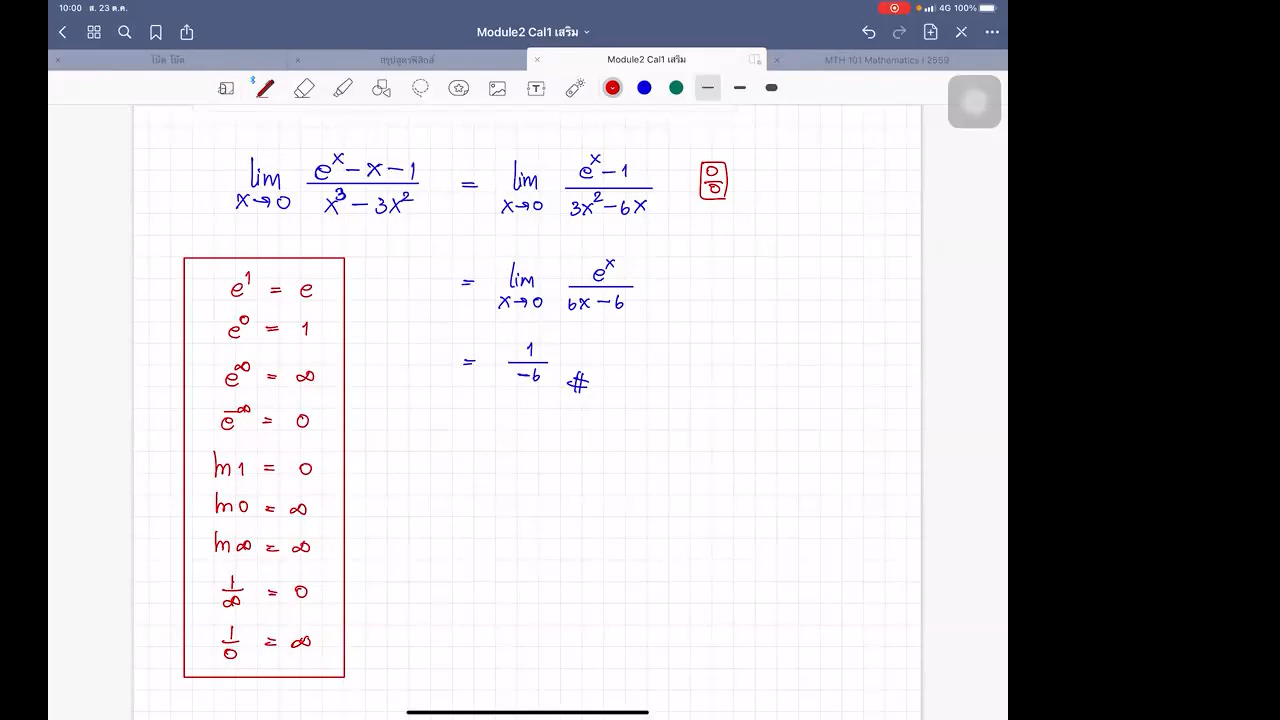 10:00 ส. 23 ต.ค.
4G 100%
Module2 Cal1 เสริม
โน๊ต โน๊ต
สรุปสูตรฟิสิกส์
Module2 Cal1 เสริม
MTH 101 Mathematics I 2559
lim x→0 (e^x − x − 1)/(x^3 − 3x^2) = lim x→0 (e^x − 1)/(3x^2 − 6x) 0/0
= lim x→0 e^x/(6x − 6)
= 1/−6 #
e^1 = e
e^0 = 1
e^∞ = ∞
e^−∞ = 0
ln 1 = 0
ln 0 = ∞
ln ∞ = ∞
1/∞ = 0
1/0 = ∞